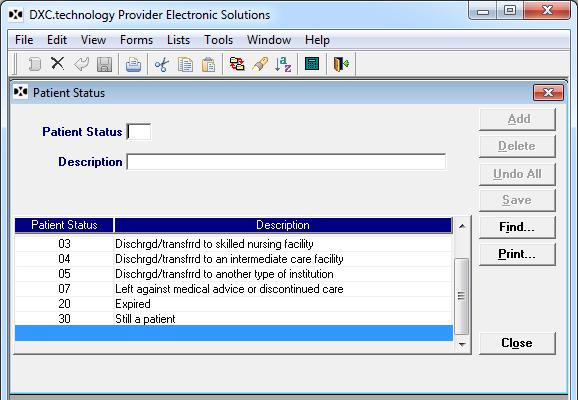 DXC.technology Provider Electronic Solutions
File Edit View Forms Lists Tools Window Help
Patient Status
Patient Status
Description
Add
Delete
Undo All
Save
Find...
Print...
Close
Patient Status Description
03 Dischrgd/transfrrd to skilled nursing facility
04 Dischrgd/transfrrd to an intermediate care facility
05 Dischrgd/transfrrd to another type of institution
07 Left against medical advice or discontinued care
20 Expired
30 Still a patient